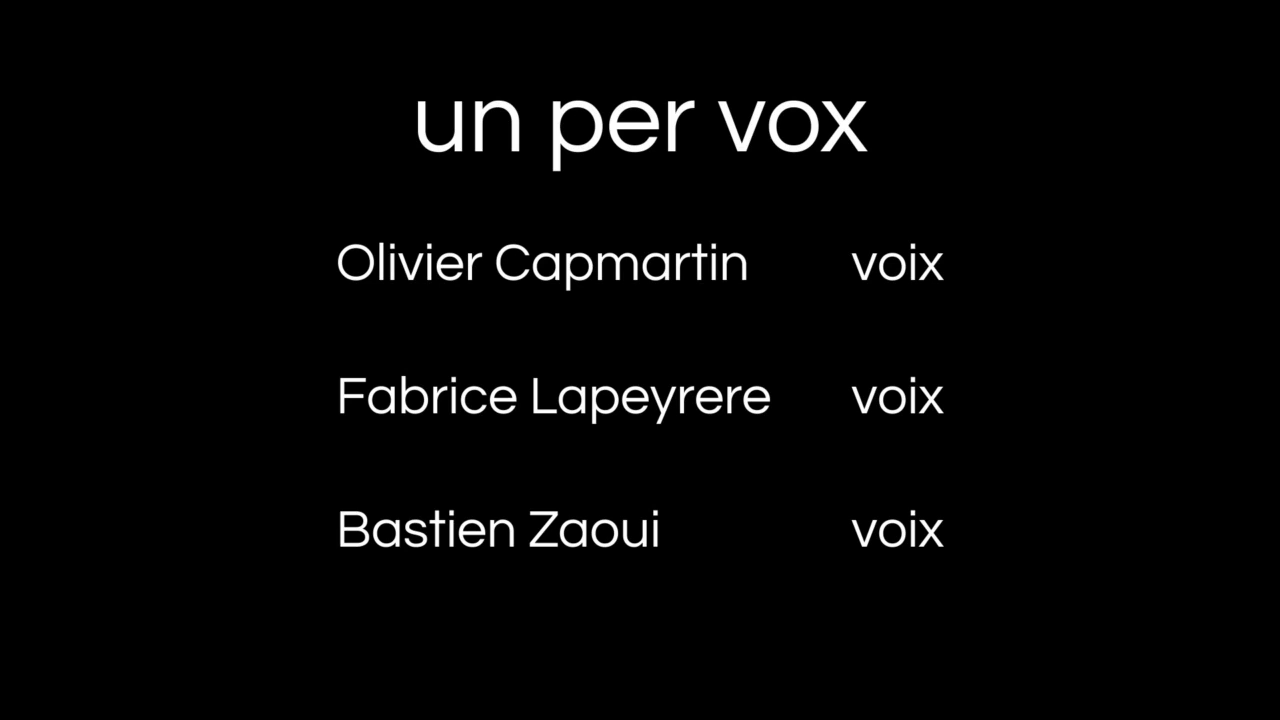 un per vox
Olivier Capmartin voix
Fabrice Lapeyrere voix
Bastien Zaoui voix